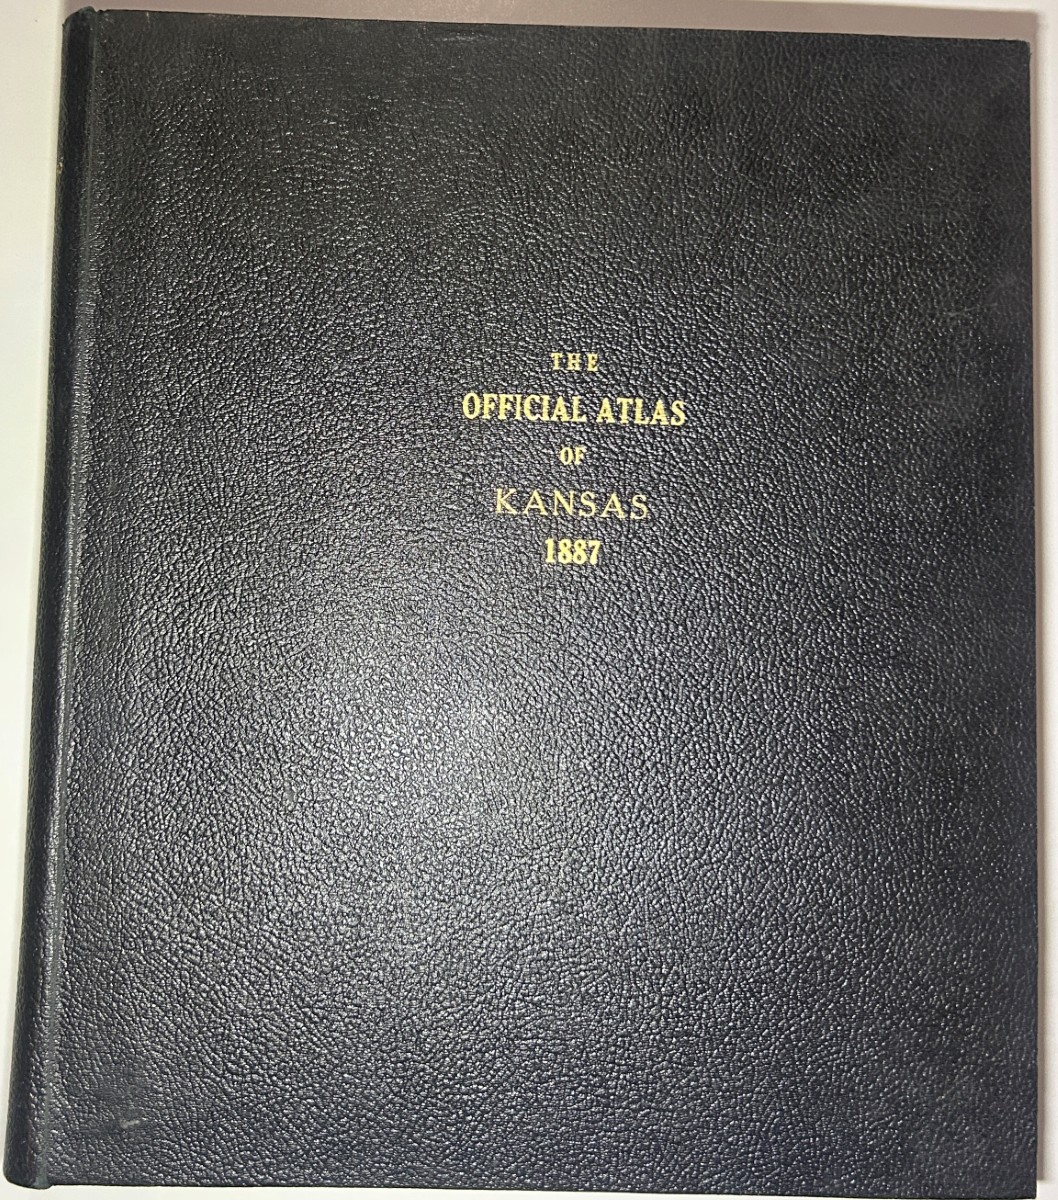 THE
OFFICIAL ATLAS
OF
KANSAS
1887